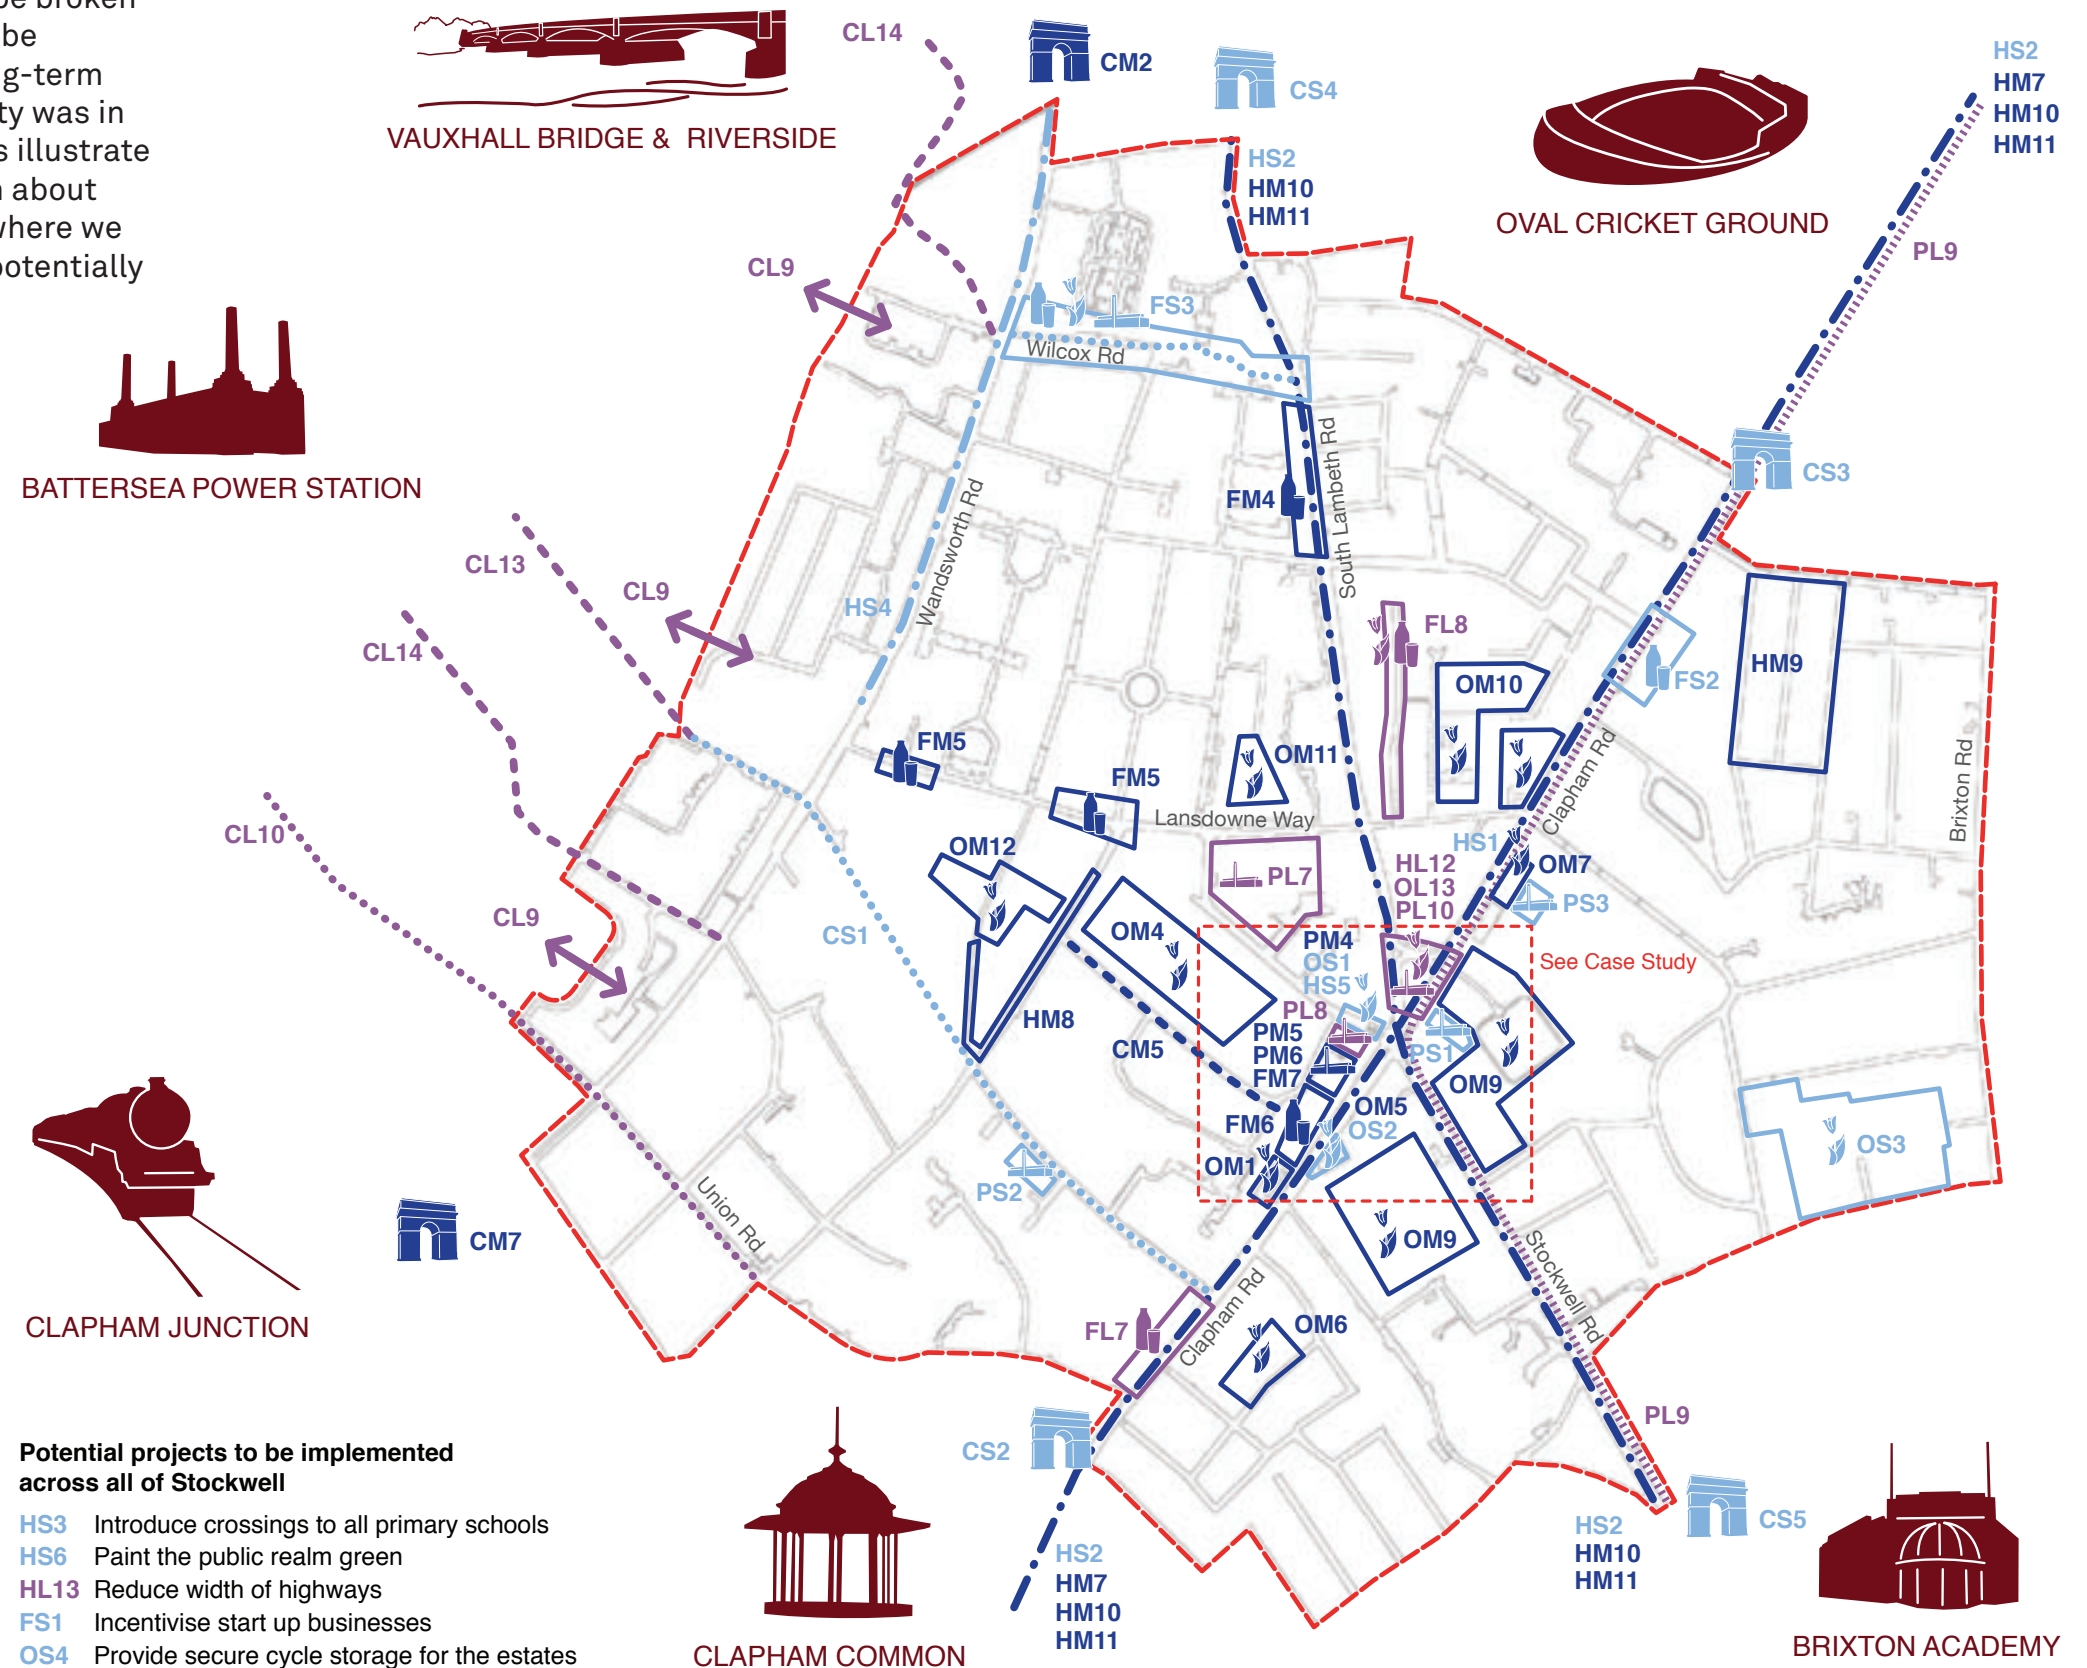 be broken
be
g-term
ty was in
s illustrate
n about
where we
potentially
CL14
CM2
CS4
HS2
HM7
HM10
HM11
VAUXHALL BRIDGE & RIVERSIDE
HS2
HM10
HM11
OVAL CRICKET GROUND
PL9
CL9
FS3
Wilcox Rd
BATTERSEA POWER STATION
CS3
FM4
South Lambeth Rd
Wandsworth Rd
CL13
CL9
HS4
CL14
FL8
HM9
FS2
OM10
FM5
OM11
FM5
Clapham Rd
Brixton Rd
Lansdowne Way
CL10
OM12
HS1
OM7
HL12
OL13
PL10
PL7
PS3
CL9
CS1
OM4
PM4
OS1
HS5
See Case Study
HM8
PL8
PM5
PM6
FM7
CM5
PS1
OM9
OM5
OS2
FM6
OS3
OM1
PS2
Union Rd
CM7
OM9
Stockwell Rd
CLAPHAM JUNCTION
FL7
Clapham Rd
OM6
PL9
CS2
CS5
HS2
HM10
HM11
HS2
HM7
HM10
HM11
CLAPHAM COMMON
BRIXTON ACADEMY
Potential projects to be implemented
across all of Stockwell
HS3 Introduce crossings to all primary schools
HS6 Paint the public realm green
HL13 Reduce width of highways
FS1 Incentivise start up businesses
OS4 Provide secure cycle storage for the estates